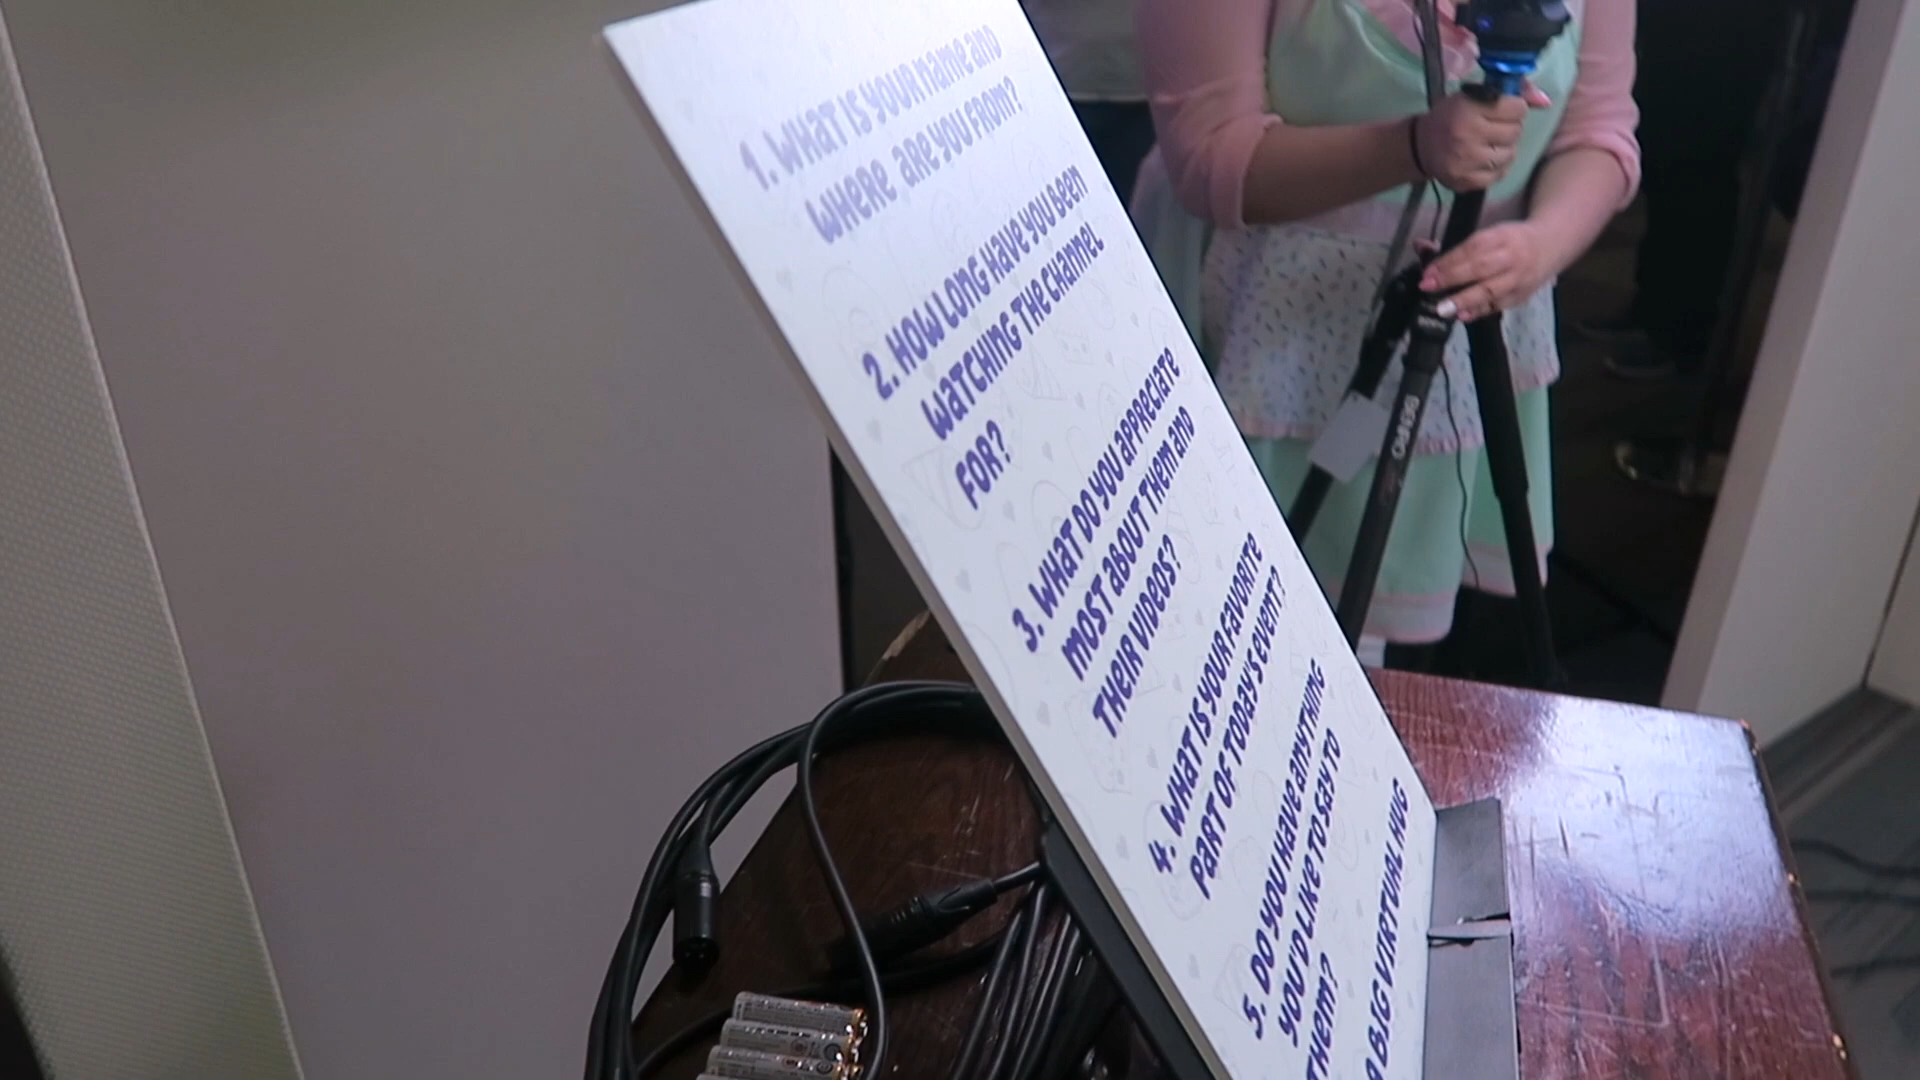 1. WHAT IS YOUR NAME AND
WHERE ARE YOU FROM?
2. HOW LONG HAVE YOU BEEN
WATCHING THE CHANNEL
FOR?
3. WHAT DO YOU APPRECIATE
MOST ABOUT THEM AND
THEIR VIDEOS?
4. WHAT IS YOUR FAVORITE
PART OF TODAY'S EVENT?
5. DO YOU HAVE ANYTHING
YOU'D LIKE TO SAY TO
THEM?
A BIG VIRTUAL HUG